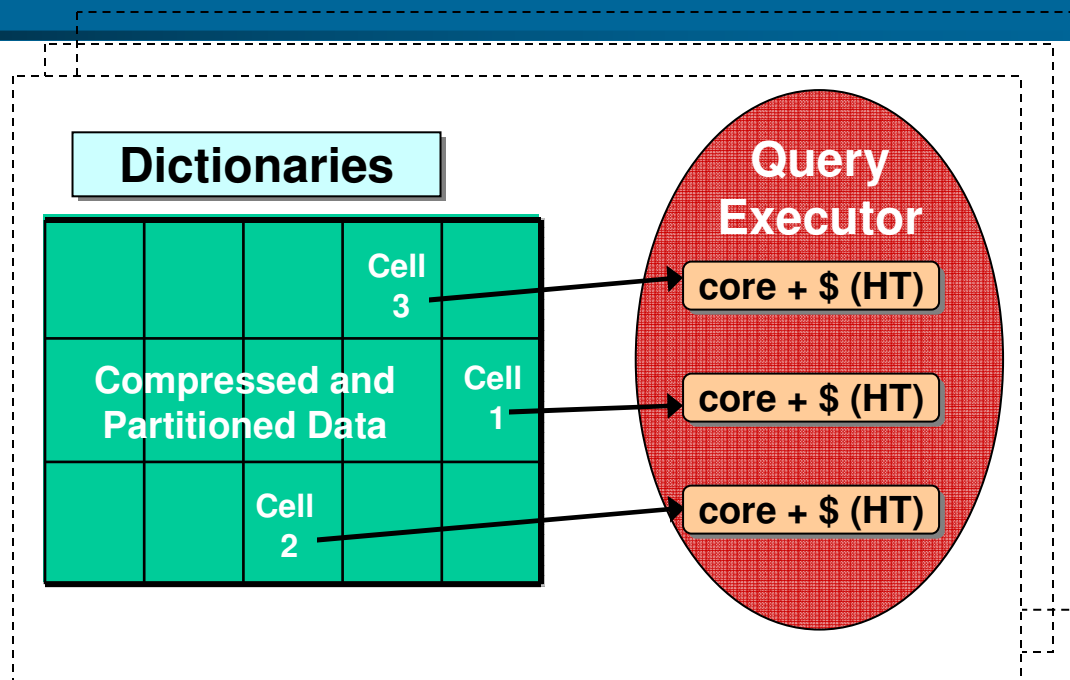 Dictionaries
Cell
3
Compressed and
Partitioned Data
Cell
1
Cell
2
Query
Executor
core + $ (HT)
core + $ (HT)
core + $ (HT)